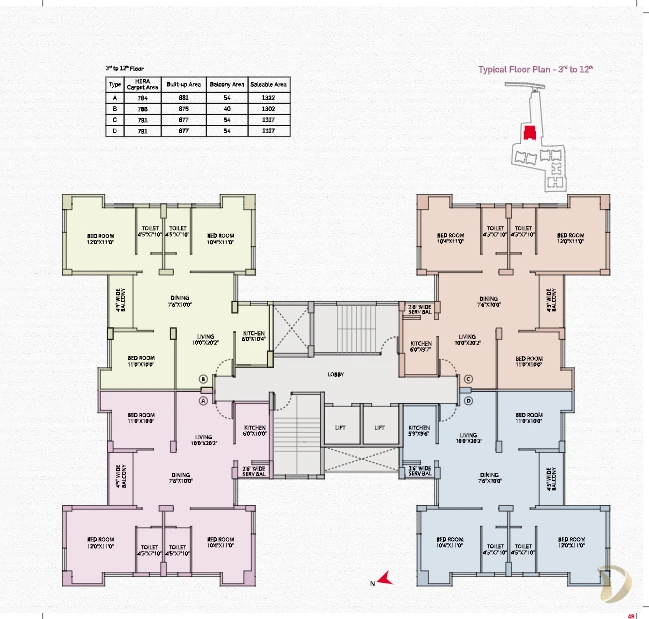 3rd to 12th Floor
Typical Floor Plan - 3rd to 12th
Type HIRA Carpet Area Built-up Area Balcony Area Saleable Area
A 784 881 54 1322
B 788 875 40 1302
C 791 877 54 1317
D 791 877 54 1317
BED ROOM
12'0"X11'0"
TOILET
4'5"X7'10"
TOILET
4'5"X7'10"
BED ROOM
10'4"X11'0"
4'5" WIDE
BALCONY
DINING
7'6"X10'0"
LIVING
10'0"X20'2"
KITCHEN
6'0"X10'4"
BED ROOM
11'0"X10'0"
B
BED ROOM
10'4"X11'0"
TOILET
4'5"X7'10"
TOILET
4'5"X7'10"
BED ROOM
12'0"X11'0"
4'5" WIDE
BALCONY
DINING
7'6"X10'0"
2'6" WIDE
SERV BAL
KITCHEN
6'0"X9'7"
LIVING
10'0"X20'2"
BED ROOM
11'0"X10'0"
C
LOBBY
LIFT
LIFT
A
BED ROOM
11'0"X10'0"
LIVING
10'0"X20'2"
KITCHEN
6'0"X10'0"
2'6" WIDE
SERV BAL
4'5" WIDE
BALCONY
DINING
7'6"X10'0"
BED ROOM
12'0"X11'0"
TOILET
4'5"X7'10"
TOILET
4'5"X7'10"
BED ROOM
10'4"X11'0"
D
KITCHEN
5'9"X9'6"
LIVING
10'0"X20'2"
BED ROOM
11'0"X10'0"
2'6" WIDE
SERV BAL
DINING
7'6"X10'0"
4'5" WIDE
BALCONY
BED ROOM
10'4"X11'0"
TOILET
4'5"X7'10"
TOILET
4'5"X7'10"
BED ROOM
12'0"X11'0"
N
49